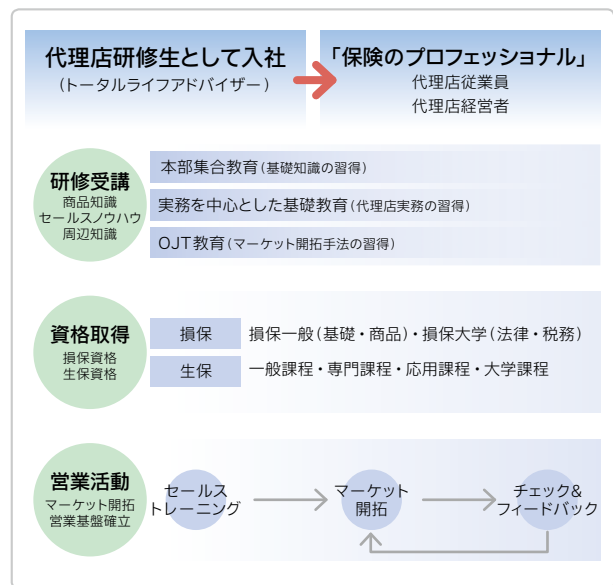 代理店研修生として入社
(トータルライフアドバイザー)
「保険のプロフェッショナル」
代理店従業員
代理店経営者
研修受講
商品知識
セールスノウハウ
周辺知識
本部集合教育(基礎知識の習得)
実務を中心とした基礎教育(代理店実務の習得)
OJT教育(マーケット開拓手法の習得)
資格取得
損保資格
生保資格
損保 損保一般(基礎・商品)・損保大学(法律・税務)
生保 一般課程・専門課程・応用課程・大学課程
営業活動
マーケット開拓
営業基盤確立
セールス
トレーニング
マーケット
開拓
チェック&
フィードバック